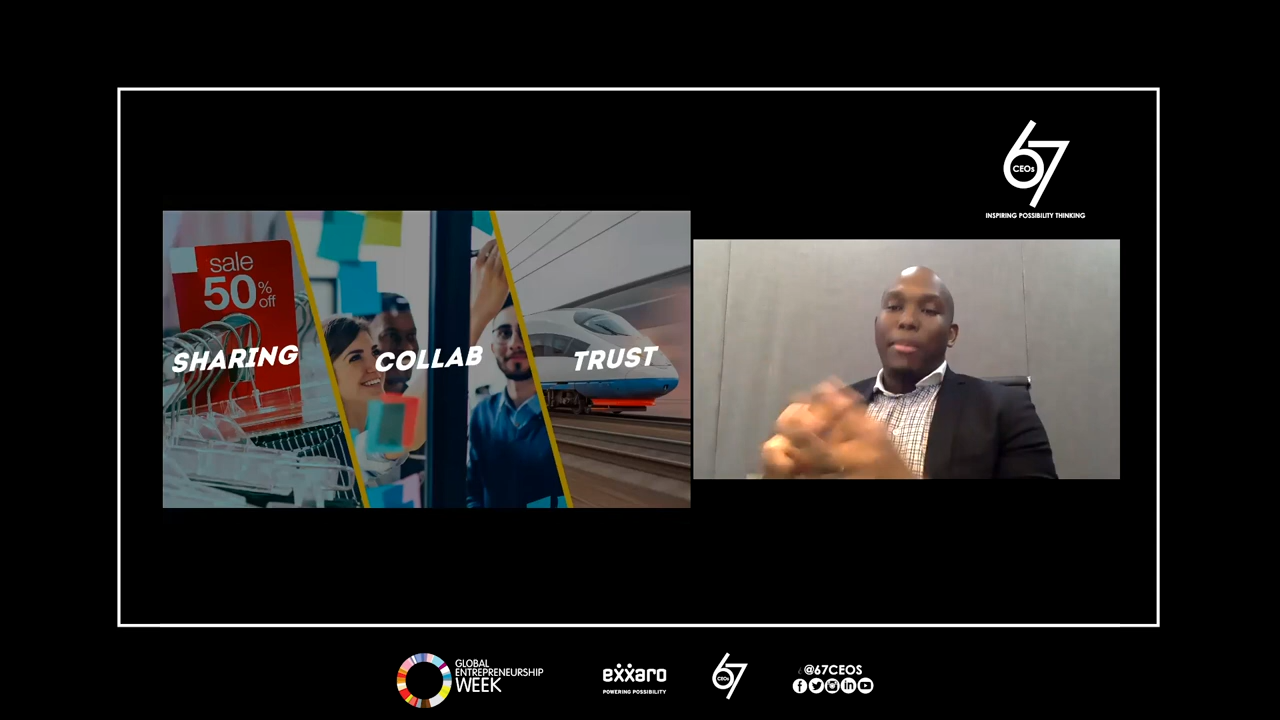 67
CEOs
INSPIRING POSSIBILITY THINKING
sale
50%
off
SHARING
COLLAB
TRUST
GLOBAL
ENTREPRENEURSHIP
WEEK
exxaro
POWERING POSSIBILITY
67
CEOs
@67CEOS